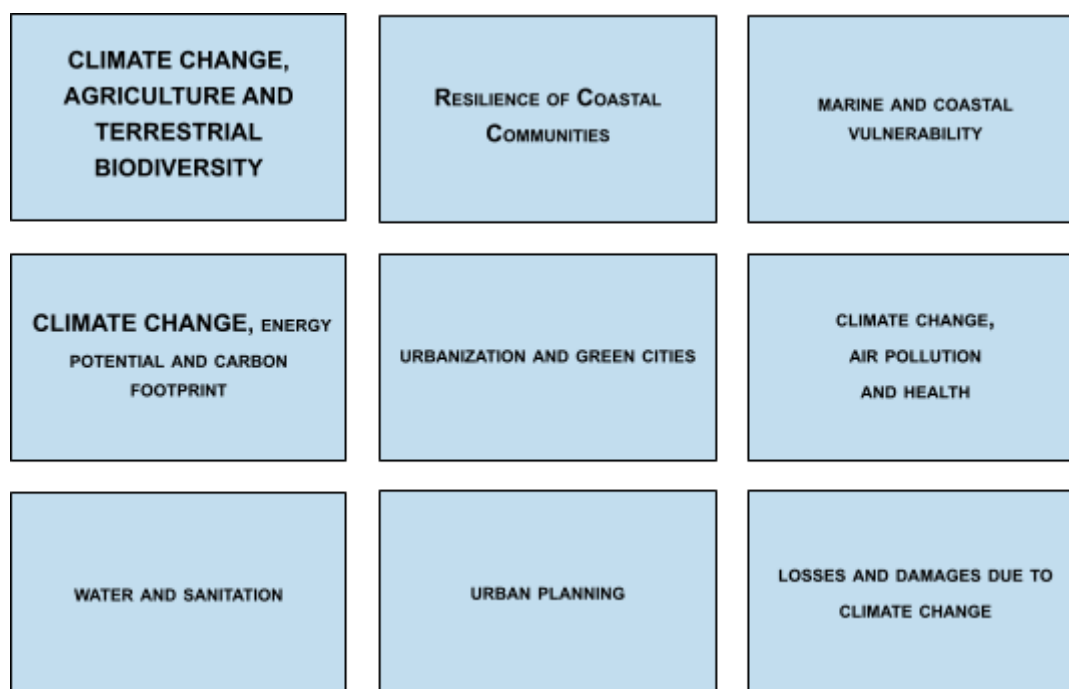 CLIMATE CHANGE,
AGRICULTURE AND
TERRESTRIAL
BIODIVERSITY
RESILIENCE OF COASTAL
COMMUNITIES
MARINE AND COASTAL
VULNERABILITY
CLIMATE CHANGE, ENERGY
POTENTIAL AND CARBON
FOOTPRINT
URBANIZATION AND GREEN CITIES
CLIMATE CHANGE,
AIR POLLUTION
AND HEALTH
WATER AND SANITATION
URBAN PLANNING
LOSSES AND DAMAGES DUE TO
CLIMATE CHANGE